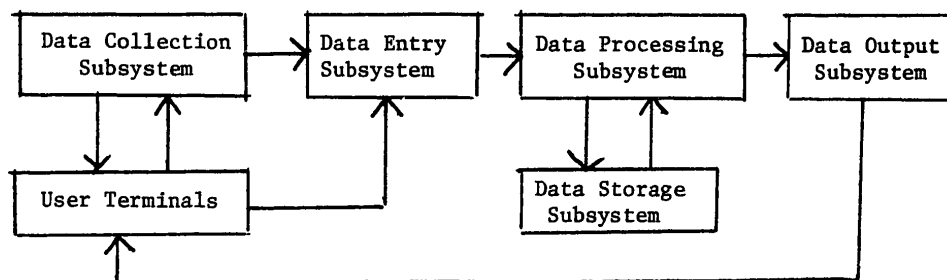 Data Collection
Subsystem
Data Entry
Subsystem
Data Processing
Subsystem
Data Output
Subsystem
User Terminals
Data Storage
Subsystem